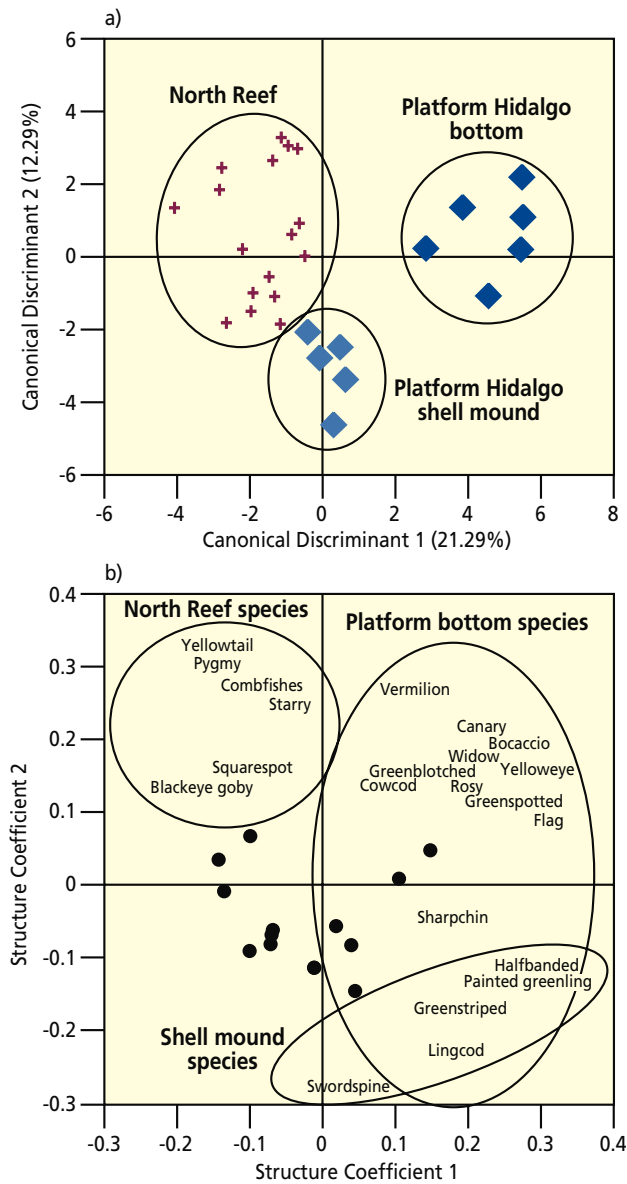 a)
6
4
2
0
-2
-4
-6
Canonical Discriminant 2 (12.29%)
North Reef
Platform Hidalgo
bottom
Platform Hidalgo
shell mound
-6
-4
-2
0
2
4
6
8
Canonical Discriminant 1 (21.29%)
b)
0.4
0.3
0.2
0.1
0
-0.1
-0.2
-0.3
Structure Coefficient 2
North Reef species
Platform bottom species
Yellowtail
Pygmy
Combfishes
Starry
Squarespot
Blackeye goby
Vermilion
Canary
Bocaccio
Widow
Greenblotched
Yelloweye
Cowcod
Rosy
Greenspotted
Flag
Sharpchin
Halfbanded
Painted greenling
Greenstriped
Lingcod
Swordspine
Shell mound
species
-0.3
-0.2
-0.1
0
0.1
0.2
0.3
0.4
Structure Coefficient 1